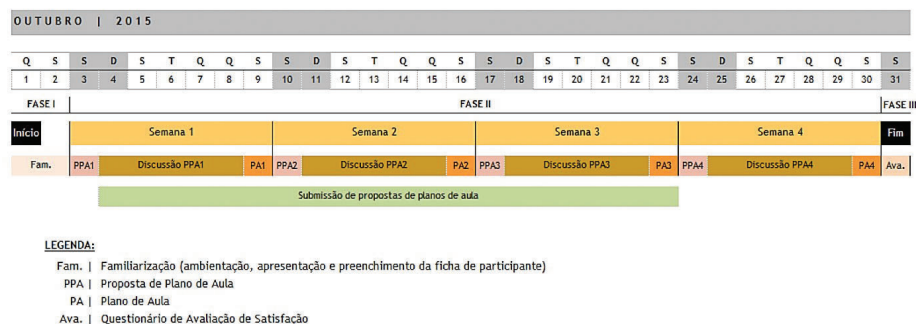 OUTUBRO | 2015
Q S S D S T Q Q S S D S T Q Q S S D S T Q Q S S D S T Q Q S S
1 2 3 4 5 6 7 8 9 10 11 12 13 14 15 16 17 18 19 20 21 22 23 24 25 26 27 28 29 30 31
FASE I FASE II FASE III
Início Semana 1 Semana 2 Semana 3 Semana 4 Fim
Fam. PPA1 Discussão PPA1 PA1 PPA2 Discussão PPA2 PA2 PPA3 Discussão PPA3 PA3 PPA4 Discussão PPA4 PA4 Ava.
Submissão de propostas de planos de aula
LEGENDA:
Fam. | Familiarização (ambientação, apresentação e preenchimento da ficha de participante)
PPA | Proposta de Plano de Aula
PA | Plano de Aula
Ava. | Questionário de Avaliação de Satisfação